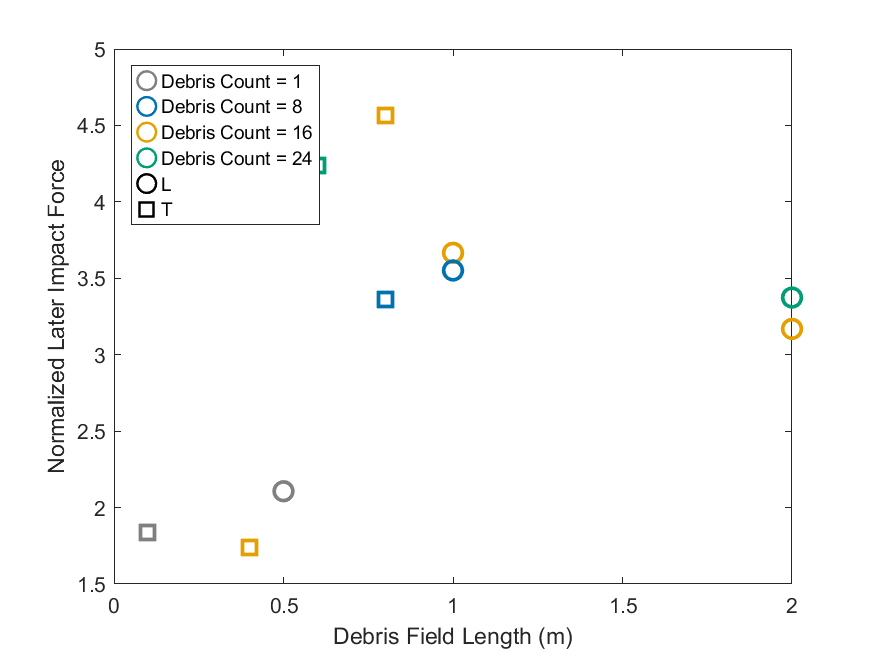 5
4.5
4
3.5
3
2.5
2
1.5
0
0.5
1
1.5
2
Normalized Later Impact Force
Debris Field Length (m)
Debris Count = 1
Debris Count = 8
Debris Count = 16
Debris Count = 24
L
T